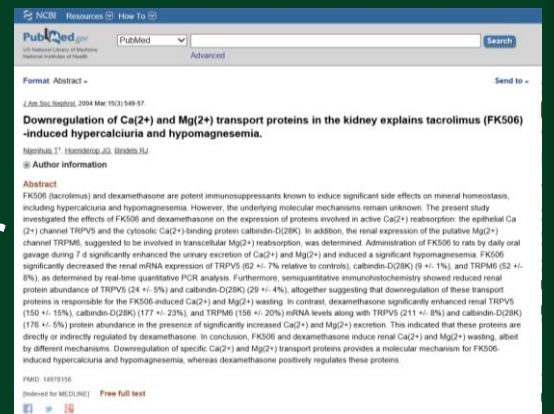 NCBI Resources How To
PubMed.gov
US National Library of Medicine
National Institutes of Health
PubMed
Search
Advanced
Format: Abstract
Send to
J Am Soc Nephrol. 2004 Mar;15(3):549-57.
Downregulation of Ca(2+) and Mg(2+) transport proteins in the kidney explains tacrolimus (FK506)
-induced hypercalciuria and hypomagnesemia.
Nijenhuis T1, Hoenderop JG, Bindels RJ.
Author information
Abstract
FK506 (tacrolimus) and dexamethasone are potent immunosuppressants known to induce significant side effects on mineral homeostasis,
including hypercalciuria and hypomagnesemia. However, the underlying molecular mechanisms remain unknown. The present study
investigated the effects of FK506 and dexamethasone on the expression of proteins involved in active Ca(2+) reabsorption: the epithelial Ca
(2+) channel TRPV5 and the cytosolic Ca(2+)-binding protein calbindin-D(28K). In addition, the renal expression of the putative Mg(2+)
channel TRPM6, suggested to be involved in transcellular Mg(2+) reabsorption, was determined. Administration of FK506 to rats by daily oral
gavage during 7 d significantly enhanced the urinary excretion of Ca(2+) and Mg(2+) and induced a significant hypomagnesemia. FK506
significantly decreased the renal mRNA expression of TRPV5 (62 +/- 7% relative to controls), calbindin-D(28K) (9 +/- 1%), and TRPM6 (52 +/-
8%), as determined by real-time quantitative PCR analysis. Furthermore, semiquantitative immunohistochemistry showed reduced renal
protein abundance of TRPV5 (24 +/- 5%) and calbindin-D(28K) (29 +/- 4%), altogether suggesting that downregulation of these transport
proteins is responsible for the FK506-induced Ca(2+) and Mg(2+) wasting. In contrast, dexamethasone significantly enhanced renal TRPV5
(150 +/- 15%), calbindin-D(28K) (177 +/- 23%), and TRPM6 (156 +/- 20%) mRNA levels along with TRPV5 (211 +/- 8%) and calbindin-D(28K)
(176 +/- 5%) protein abundance in the presence of significantly increased Ca(2+) and Mg(2+) excretion. This indicated that these proteins are
directly or indirectly regulated by dexamethasone. In conclusion, FK506 and dexamethasone induce renal Ca(2+) and Mg(2+) wasting, albeit
by different mechanisms. Downregulation of specific Ca(2+) and Mg(2+) transport proteins provides a molecular mechanism for FK506-
induced hypercalciuria and hypomagnesemia, whereas dexamethasone positively regulates these proteins.
PMID: 14978156
[Indexed for MEDLINE] Free full text